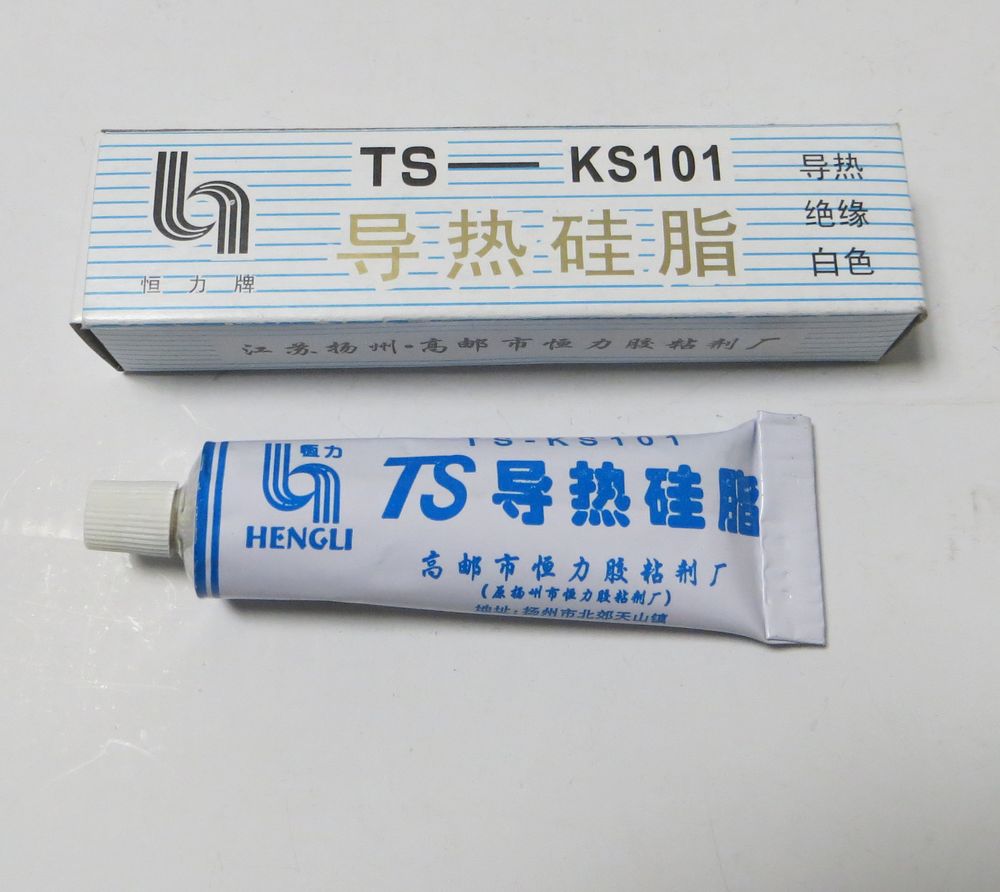 TS—KS101
导热硅脂
导热
绝缘
白色
恒力牌
江苏扬州·高邮市恒力胶粘剂厂
TS-KS101
恒力
HENGLI
TS导热硅脂
高邮市恒力胶粘剂厂
(原扬州市恒力胶粘剂厂)
地址:扬州市北郊天山镇